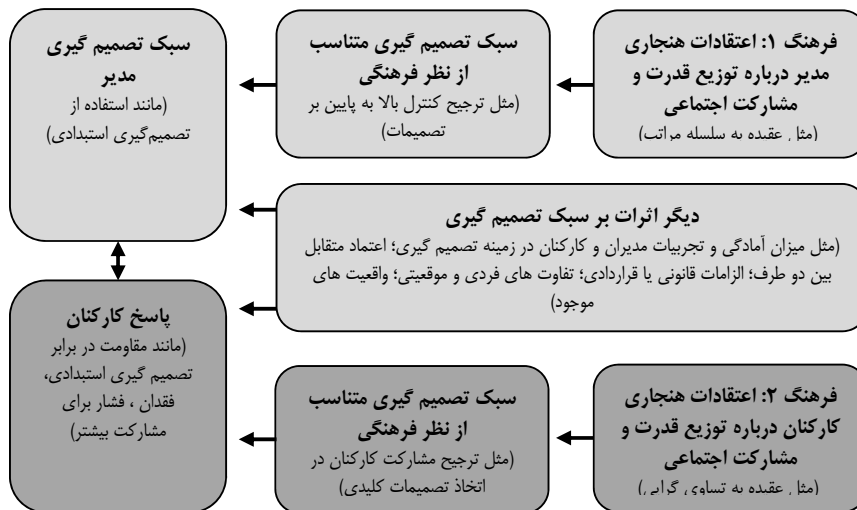 فرهنگ ۱: اعتقادات هنجاری
مدیر درباره توزیع قدرت و
مشارکت اجتماعی
(مثل عقیده به سلسله مراتب)
سبک تصمیم گیری متناسب
از نظر فرهنگی
(مثل ترجیح کنترل بالا به پایین بر
تصمیمات)
سبک تصمیم گیری
مدیر
(مانند استفاده از
تصمیم‌گیری استبدادی)
دیگر اثرات بر سبک تصمیم گیری
(مثل میزان آمادگی و تجربیات مدیران و کارکنان در زمینه تصمیم گیری؛ اعتماد متقابل
بین دو طرف؛ الزامات قانونی یا قراردادی؛ تفاوت های فردی و موقعیتی؛ واقعیت های
موجود)
پاسخ کارکنان
(مانند مقاومت در برابر
تصمیم گیری استبدادی،
فقدان ، فشار برای
مشارکت بیشتر)
فرهنگ ۲: اعتقادات هنجاری
کارکنان درباره توزیع قدرت و
مشارکت اجتماعی
(مثل عقیده به تساوی گرایی)
سبک تصمیم گیری متناسب
از نظر فرهنگی
(مثل ترجیح مشارکت کارکنان در
اتخاذ تصمیمات کلیدی)